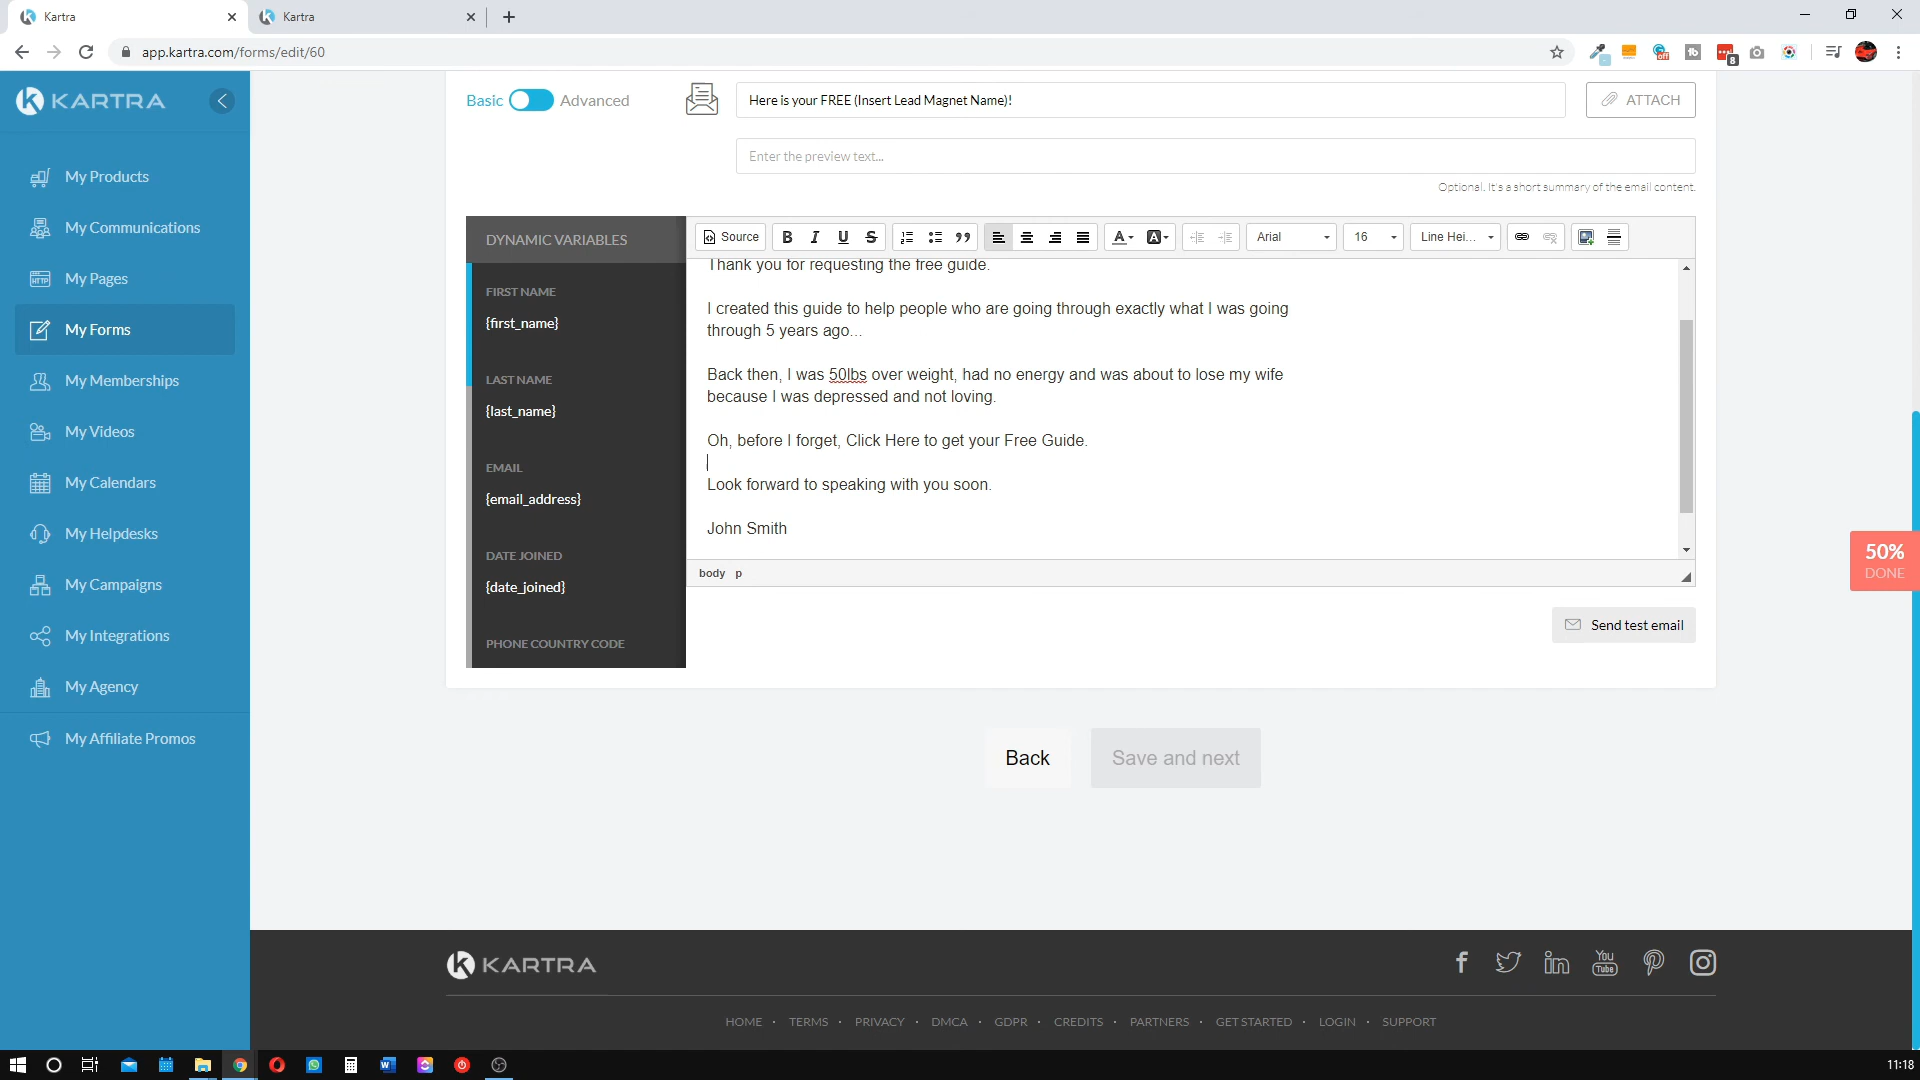 Kartra
Kartra
app.kartra.com/forms/edit/60
off
tb
8
KARTRA
My Products
My Communications
My Pages
HTTP
My Forms
My Memberships
My Videos
My Calendars
My Helpdesks
My Campaigns
My Integrations
My Agency
My Affiliate Promos
Basic
Advanced
Here is your FREE (Insert Lead Magnet Name)!
ATTACH
Enter the preview text...
Optional. It's a short summary of the email content.
DYNAMIC VARIABLES
FIRST NAME
{first_name}
LAST NAME
{last_name}
EMAIL
{email_address}
DATE JOINED
{date_joined}
PHONE COUNTRY CODE
Source
B I U S
A A
Arial
16
Line Hei...
Thank you for requesting the free guide.
I created this guide to help people who are going through exactly what I was going
through 5 years ago...
Back then, I was 50lbs over weight, had no energy and was about to lose my wife
because I was depressed and not loving.
Oh, before I forget, Click Here to get your Free Guide.
Look forward to speaking with you soon.
John Smith
body p
Send test email
50%
DONE
Back
Save and next
KARTRA
f
in
You
Tube
HOME · TERMS · PRIVACY · DMCA · GDPR · CREDITS · PARTNERS · GET STARTED · LOGIN · SUPPORT
11:18